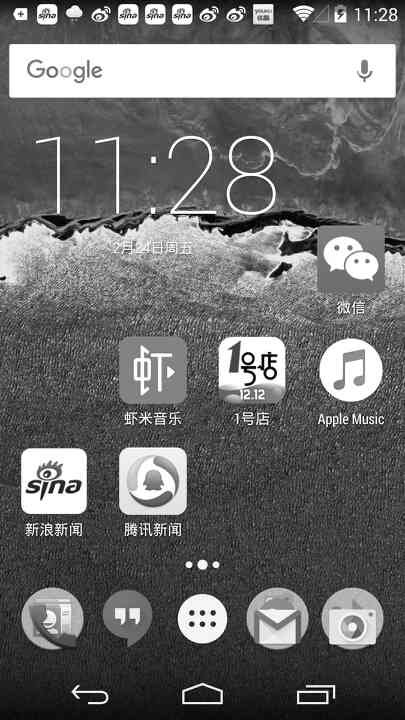 sina
sina
sina
sina
YOUKU
优酷
11:28
Google
11:28
2月24日周五
微信
虾
1号店
12.12
虾米音乐
1号店
Apple Music
sina
新浪新闻
腾讯新闻